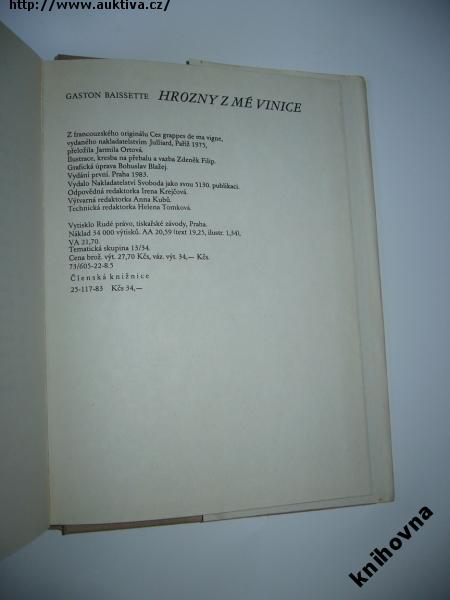 http://www.auktiva.cz/
GASTON BAISSETTE HROZNY Z MÉ VINICE
Z francouzského originálu Ces grappes de ma vigne,
vydaného nakladatelstvím Julliard, Paříž 1975,
přeložila Jarmila Ortová.
Ilustrace, kresba na přebalu a vazba Zdeněk Filip.
Grafická úprava Bohuslav Blažej.
Vydání první. Praha 1983.
Vydalo Nakladatelství Svoboda jako svou 5130. publikaci.
Odpovědná redaktorka Irena Krejčová.
Výtvarná redaktorka Anna Kubů.
Technická redaktorka Helena Tomková.
Vytisklo Rudé právo, tiskařské závody, Praha.
Náklad 34 000 výtisků. AA 20,59 (text 19,25, ilustr. 1,34),
VA 21,70.
Tematická skupina 13/34.
Cena brož. výt. 27,70 Kčs, váz. výt. 34,— Kčs.
73/605-22-8.5
Členská knižnice
25-117-83 Kčs 34,—
knihovna